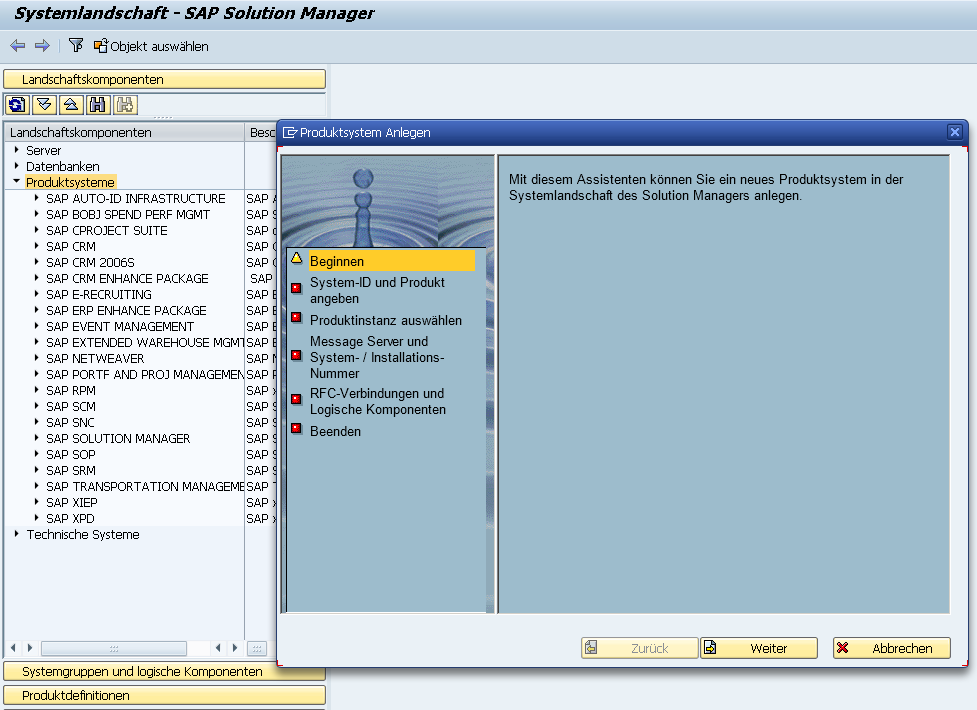 Systemlandschaft - SAP Solution Manager
Objekt auswählen
Landschaftskomponenten
Landschaftskomponenten Besc
Server
Datenbanken
Produktsysteme
SAP AUTO-ID INFRASTRUCTURE SAP
SAP BOBJ SPEND PERF MGMT SAP
SAP CPROJECT SUITE SAP
SAP CRM SAP
SAP CRM 2006S SAP
SAP CRM ENHANCE PACKAGE SAP
SAP E-RECRUITING SAP
SAP ERP ENHANCE PACKAGE SAP
SAP EVENT MANAGEMENT SAP
SAP EXTENDED WAREHOUSE MGMT SAP
SAP NETWEAVER SAP
SAP PORTF AND PROJ MANAGEMEN SAP
SAP RPM SAP
SAP SCM SAP
SAP SNC SAP
SAP SOLUTION MANAGER SAP
SAP SOP SAP
SAP SRM SAP
SAP TRANSPORTATION MANAGEME SAP
SAP XIEP SAP
SAP XPD SAP
Technische Systeme
Systemgruppen und logische Komponenten
Produktdefinitionen
Produktsystem Anlegen
Beginnen
System-ID und Produkt
angeben
Produktinstanz auswählen
Message Server und
System- / Installations-
Nummer
RFC-Verbindungen und
Logische Komponenten
Beenden
Mit diesem Assistenten können Sie ein neues Produktsystem in der
Systemlandschaft des Solution Managers anlegen.
Zurück Weiter Abbrechen